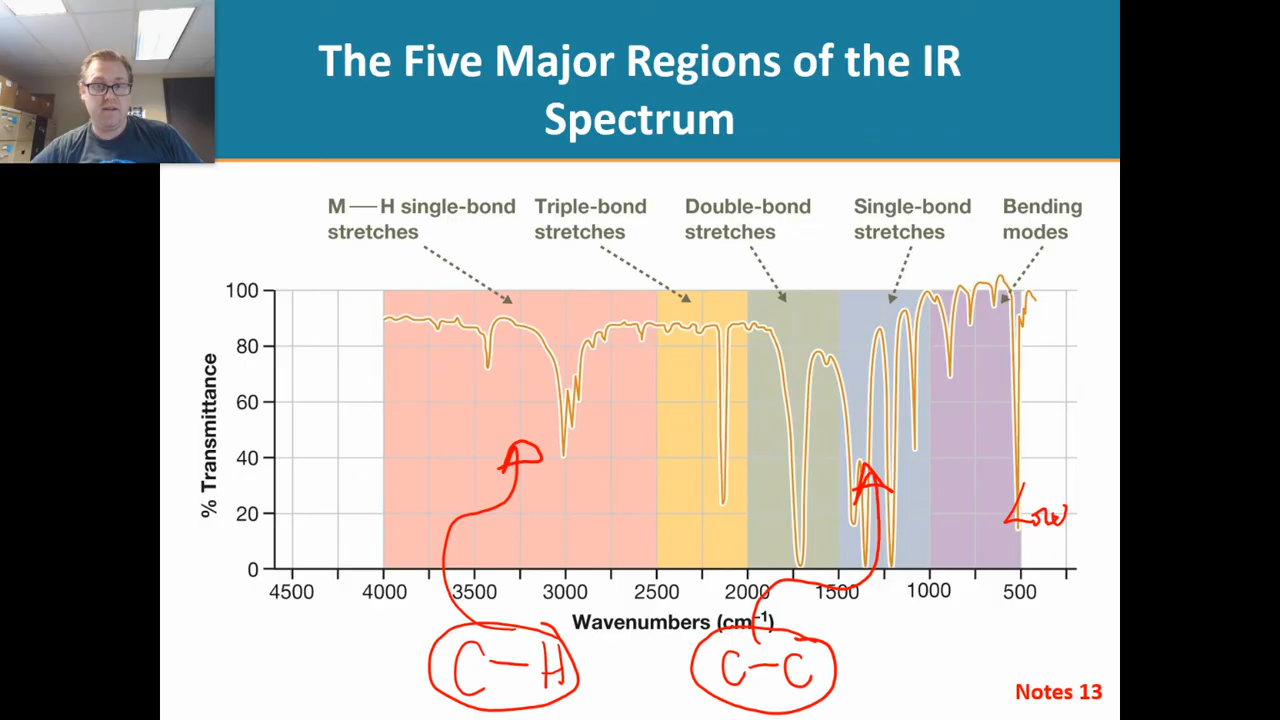 The Five Major Regions of the IR
Spectrum
M — H single-bond
stretches
Triple-bond
stretches
Double-bond
stretches
Single-bond
stretches
Bending
modes
% Transmittance
100
80
60
40
20
0
4500 4000 3500 3000 2500 2000 1500 1000 500
Wavenumbers (cm⁻¹)
Low
C — H
C — C
Notes 13